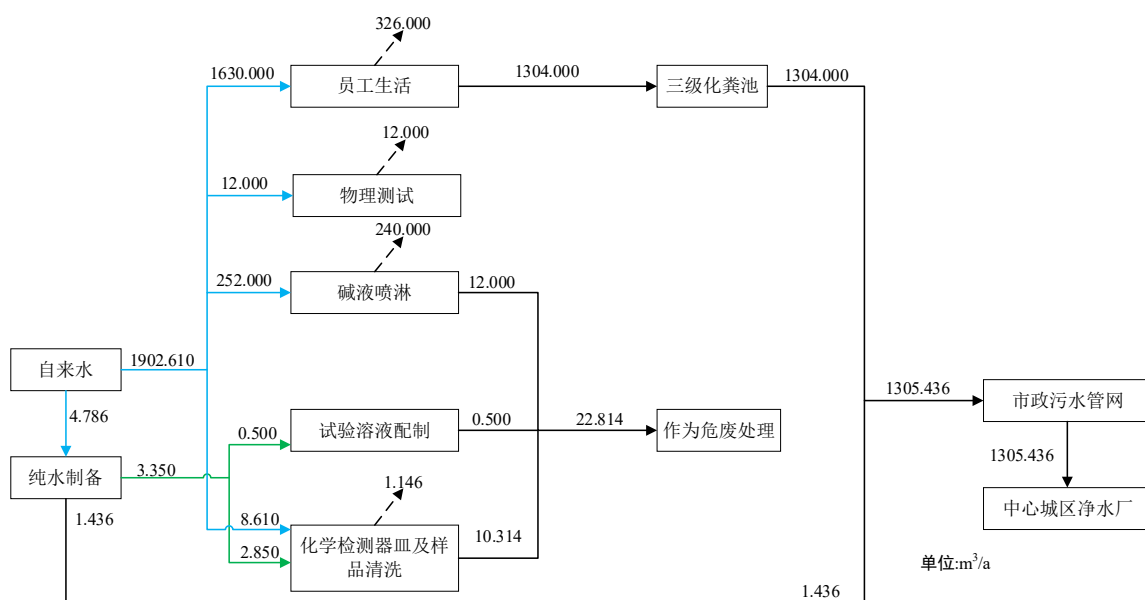 326.000
1630.000
员工生活
1304.000
三级化粪池
1304.000
12.000
12.000
物理测试
240.000
252.000
碱液喷淋
12.000
自来水
1902.610
4.786
0.500
试验溶液配制
0.500
22.814
作为危废处理
1305.436
市政污水管网
1305.436
中心城区净水厂
纯水制备
3.350
1.436
1.146
8.610
2.850
化学检测器皿及样
品清洗
10.314
单位:m³/a
1.436